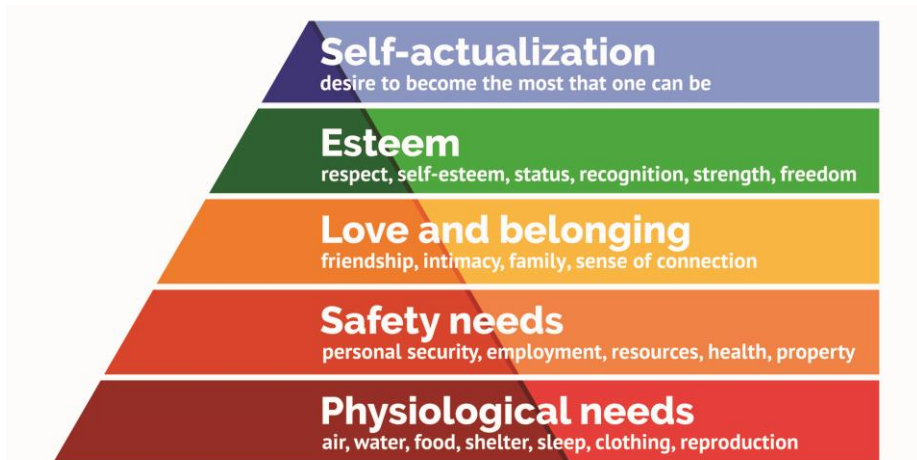 Self-actualization
desire to become the most that one can be
Esteem
respect, self-esteem, status, recognition, strength, freedom
Love and belonging
friendship, intimacy, family, sense of connection
Safety needs
personal security, employment, resources, health, property
Physiological needs
air, water, food, shelter, sleep, clothing, reproduction